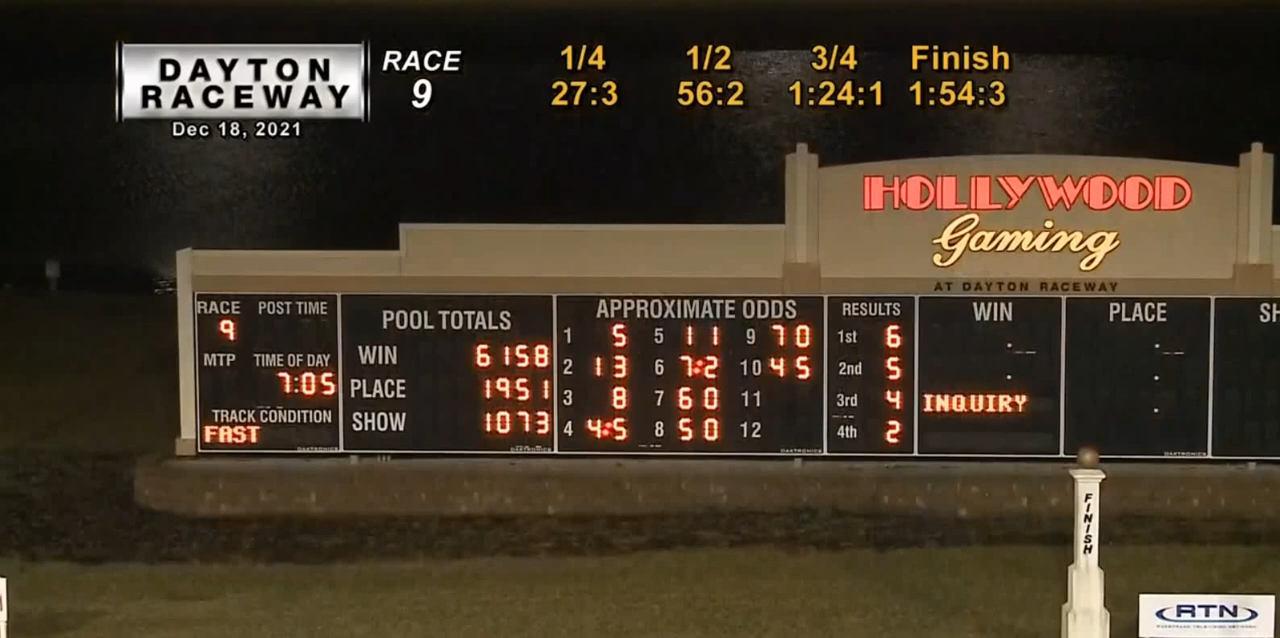 DAYTON RACEWAY
Dec 18, 2021
RACE 9
1/4 1/2 3/4 Finish
27:3 56:2 1:24:1 1:54:3
HOLLYWOOD
Gaming
AT DAYTON RACEWAY
RACE POST TIME
9
MTP TIME OF DAY
7:05
TRACK CONDITION
FAST
DAKTRONICS
POOL TOTALS
WIN 6158
PLACE 1951
SHOW 1073
DAKTRONICS
APPROXIMATE ODDS
1 5 5 11 9 70
2 13 6 7:2 10 45
3 8 7 60 11
4 4:5 8 50 12
DAKTRONICS
RESULTS
1st 6
2nd 5
3rd 4
4th 2
WIN
INQUIRY
PLACE
DAKTRONICS
SH
FINISH
RTN